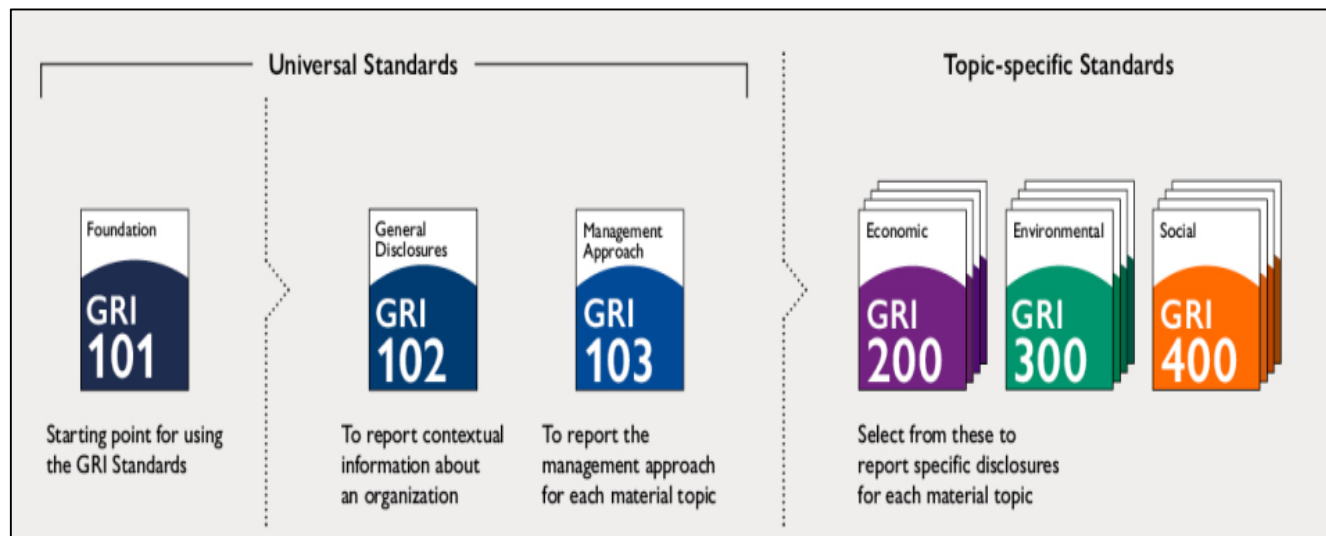 Universal Standards
Topic-specific Standards
Foundation
GRI
101
Starting point for using
the GRI Standards
General
Disclosures
GRI
102
To report contextual
information about
an organization
Management
Approach
GRI
103
To report the
management approach
for each material topic
Economic
GRI
200
Environmental
GRI
300
Social
GRI
400
Select from these to
report specific disclosures
for each material topic